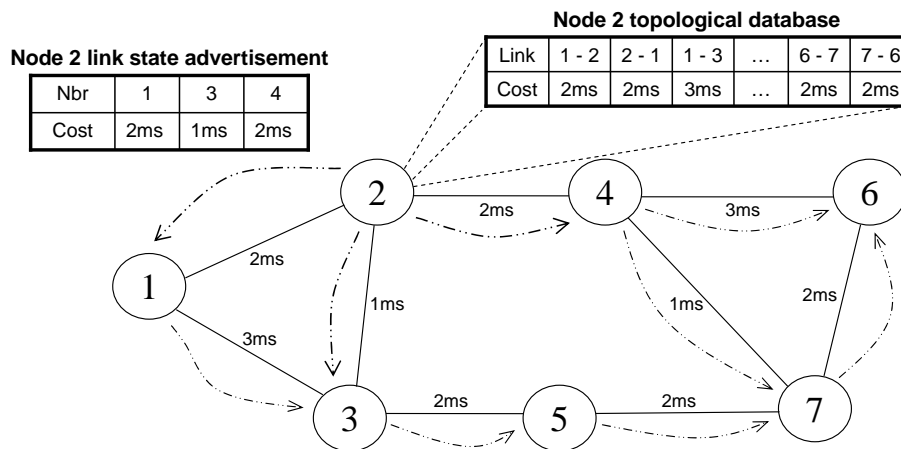 Node 2 topological database
Link 1 - 2 2 - 1 1 - 3 … 6 - 7 7 - 6
Cost 2ms 2ms 3ms … 2ms 2ms
Node 2 link state advertisement
Nbr 1 3 4
Cost 2ms 1ms 2ms
2 4 6
2ms 3ms
2ms
1
1ms 1ms 2ms
3ms
2ms 2ms
3 5 7